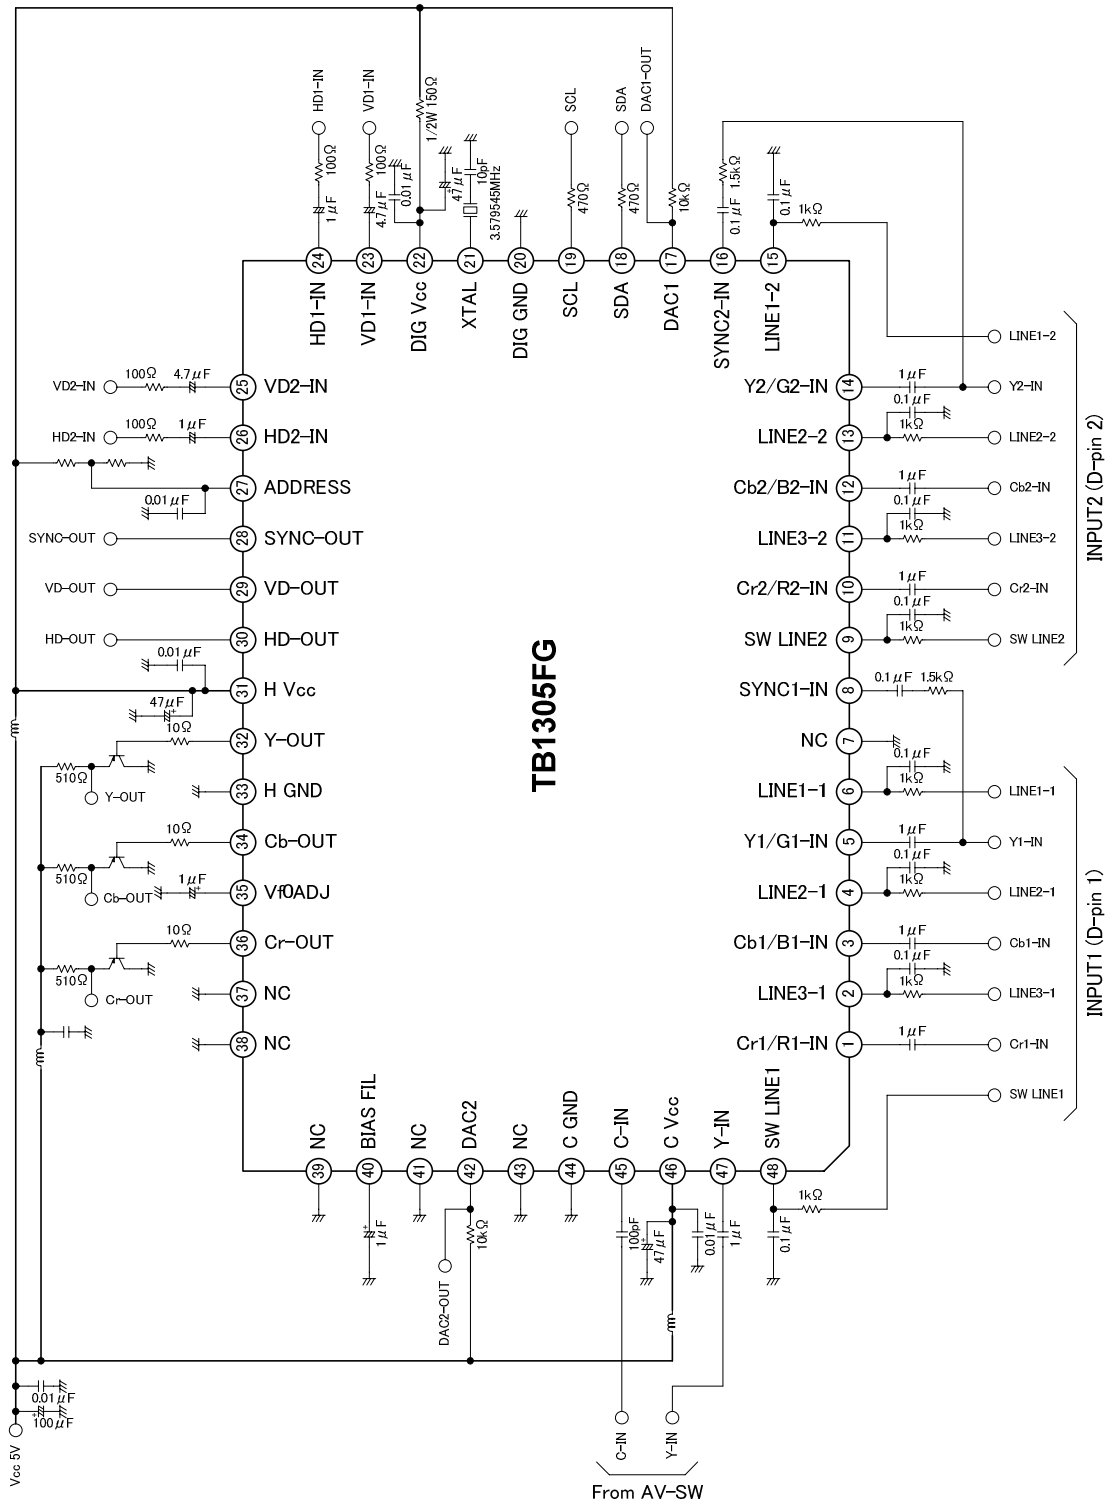 HD1-IN
VD1-IN
SCL
SDA
DAC1-OUT
100Ω
100Ω
0.01μF
1/2W 150Ω
47μF
10pF
3.579545MHz
470Ω
470Ω
10kΩ
1.5kΩ
0.1μF
0.1μF
1kΩ
1μF
4.7μF
24
23
22
21
20
19
18
17
16
15
HD1-IN
VD1-IN
DIG Vcc
XTAL
DIG GND
SCL
SDA
DAC1
SYNC2-IN
LINE1-2
LINE1-2
VD2-IN
100Ω
4.7μF
25
VD2-IN
Y2/G2-IN
14
1μF
Y2-IN
HD2-IN
100Ω
1μF
26
HD2-IN
LINE2-2
13
0.1μF
1kΩ
LINE2-2
0.01μF
27
ADDRESS
Cb2/B2-IN
12
1μF
Cb2-IN
SYNC-OUT
28
SYNC-OUT
LINE3-2
11
0.1μF
1kΩ
LINE3-2
VD-OUT
29
VD-OUT
Cr2/R2-IN
10
1μF
Cr2-IN
HD-OUT
30
HD-OUT
SW LINE2
9
0.1μF
1kΩ
SW LINE2
INPUT2 (D-pin 2)
0.01μF
31
H Vcc
SYNC1-IN
8
0.1μF
1.5kΩ
47μF
10Ω
32
Y-OUT
NC
7
510Ω
Y-OUT
33
H GND
LINE1-1
6
0.1μF
1kΩ
LINE1-1
TB1305FG
10Ω
34
Cb-OUT
Y1/G1-IN
5
1μF
Y1-IN
510Ω
Cb-OUT
1μF
35
Vf0ADJ
LINE2-1
4
0.1μF
1kΩ
LINE2-1
10Ω
36
Cr-OUT
Cb1/B1-IN
3
1μF
Cb1-IN
510Ω
Cr-OUT
37
NC
LINE3-1
2
0.1μF
1kΩ
LINE3-1
38
NC
Cr1/R1-IN
1
1μF
Cr1-IN
SW LINE1
INPUT1 (D-pin 1)
NC
BIAS FIL
NC
DAC2
NC
C GND
C-IN
C Vcc
Y-IN
SW LINE1
39
40
41
42
43
44
45
46
47
48
1μF
10kΩ
100pF
47μF
0.01μF
1μF
0.1μF
1kΩ
DAC2-OUT
0.01μF
100μF
Vcc 5V
C-IN
Y-IN
From AV-SW